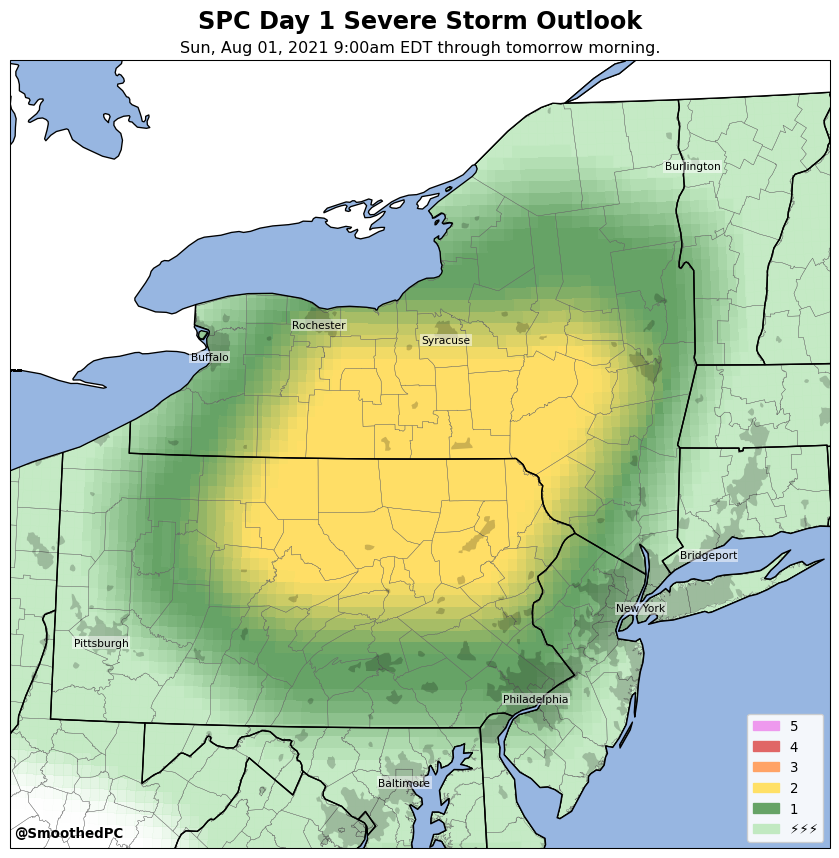 SPC Day 1 Severe Storm Outlook
Sun, Aug 01, 2021 9:00am EDT through tomorrow morning.
Burlington
Rochester
Syracuse
Buffalo
Bridgeport
New York
Pittsburgh
Philadelphia
Baltimore
5
4
3
2
1
⚡⚡⚡
@SmoothedPC